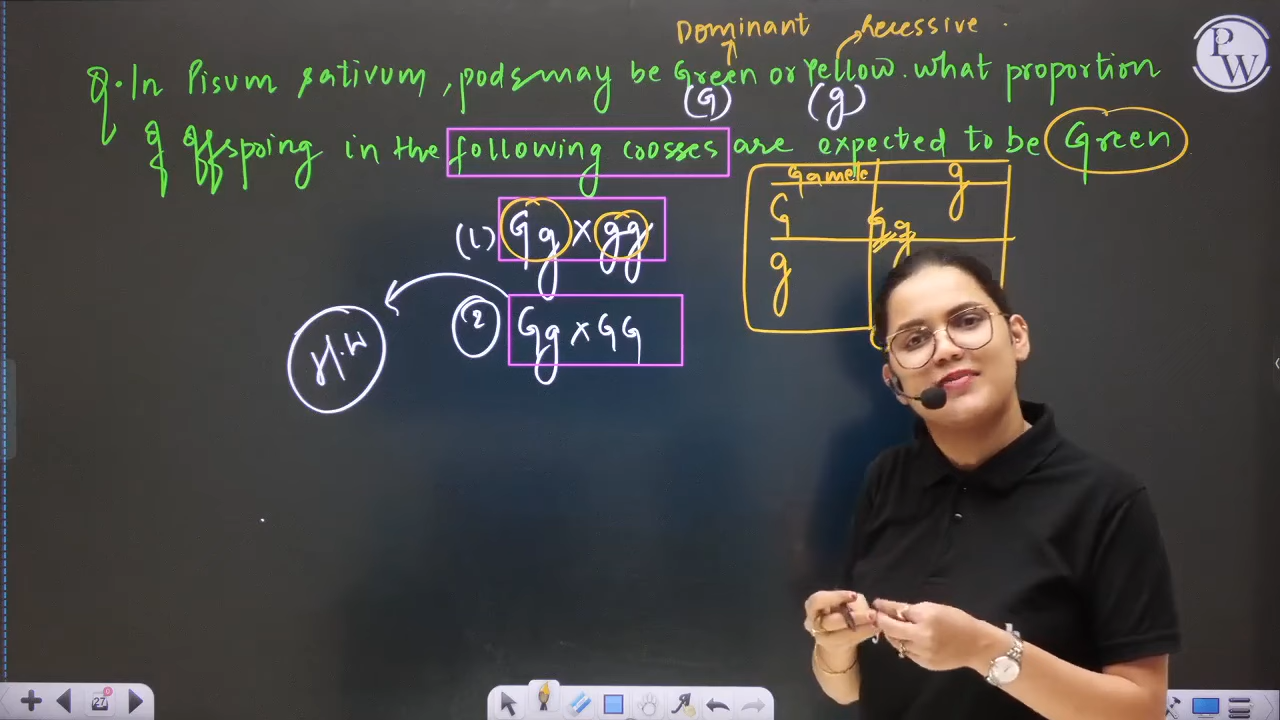 Dominant recessive
Q. In Pisum sativum, pods may be Green or Yellow. what proportion
(G) (g)
of offspring in the following crosses are expected to be Green
Gamete g
G Gg
g
(1) Gg × gg
(2) Gg × GG
H.W
PW
27